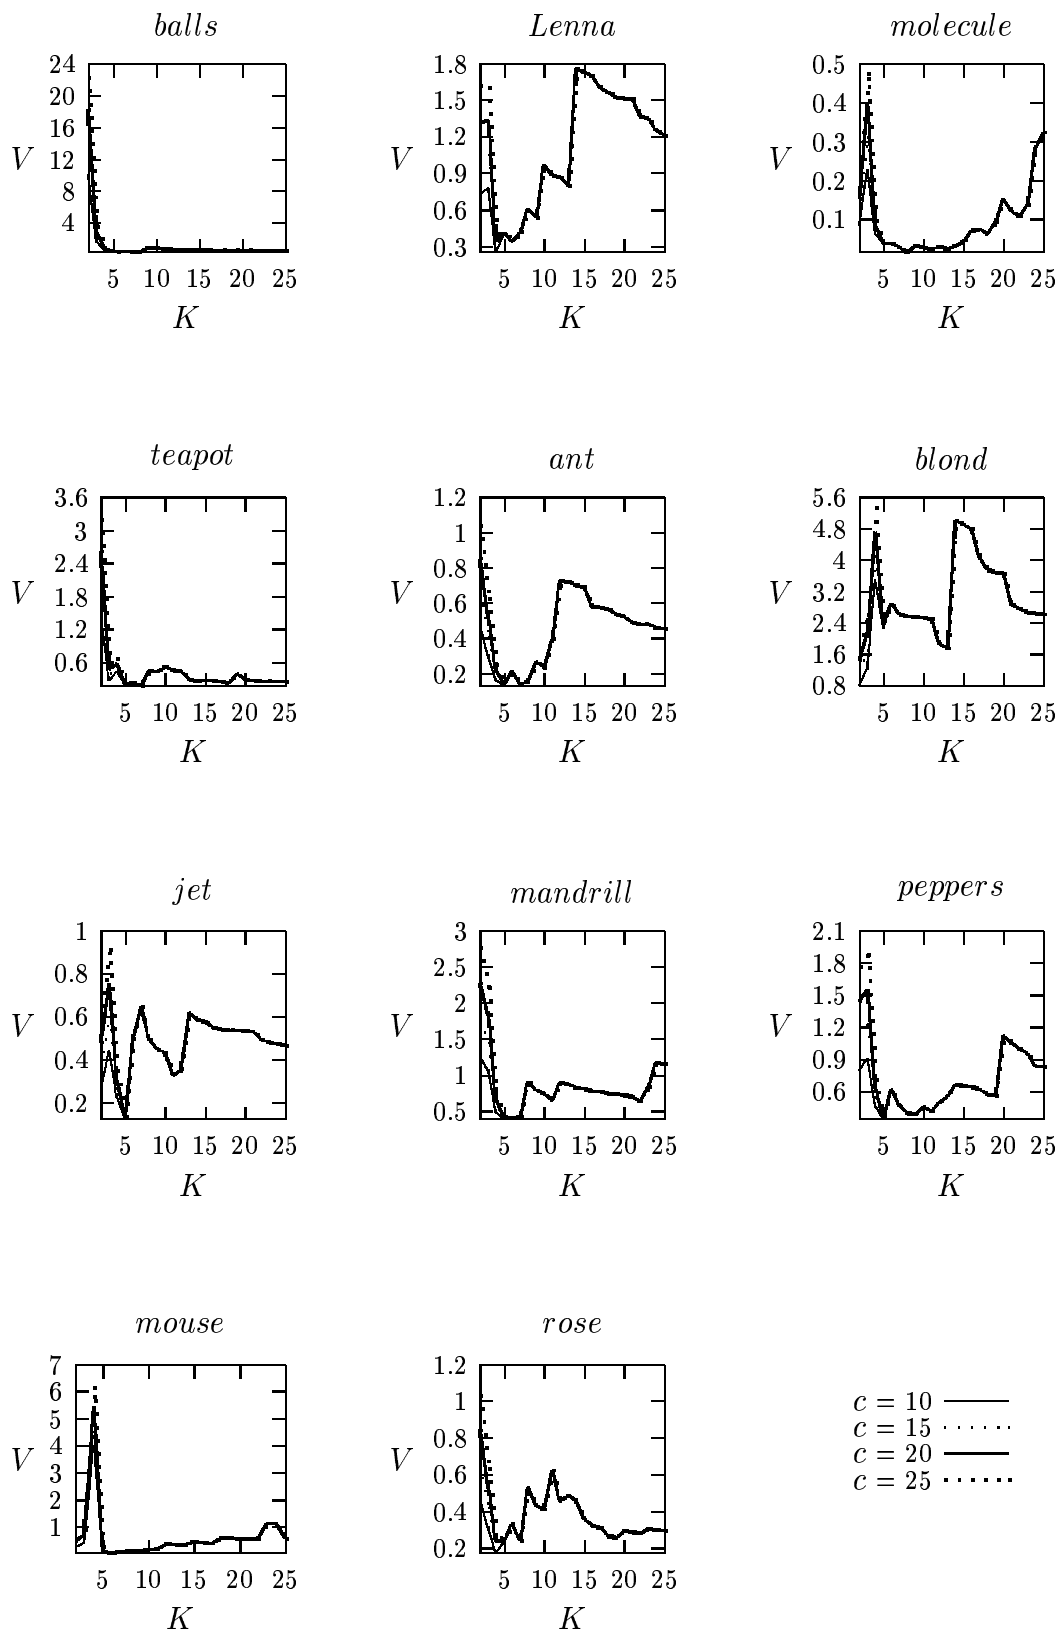 balls
24
20
16
12
8
4
V
5 10 15 20 25
K
Lenna
1.8
1.5
1.2
0.9
0.6
0.3
V
5 10 15 20 25
K
molecule
0.5
0.4
0.3
0.2
0.1
V
5 10 15 20 25
K
teapot
3.6
3
2.4
1.8
1.2
0.6
V
5 10 15 20 25
K
ant
1.2
1
0.8
0.6
0.4
0.2
V
5 10 15 20 25
K
blond
5.6
4.8
4
3.2
2.4
1.6
0.8
V
5 10 15 20 25
K
jet
1
0.8
0.6
0.4
0.2
V
5 10 15 20 25
K
mandrill
3
2.5
2
1.5
1
0.5
V
5 10 15 20 25
K
peppers
2.1
1.8
1.5
1.2
0.9
0.6
V
5 10 15 20 25
K
mouse
7
6
5
4
3
2
1
V
5 10 15 20 25
K
rose
1.2
1
0.8
0.6
0.4
0.2
V
5 10 15 20 25
K
c = 10
c = 15
c = 20
c = 25